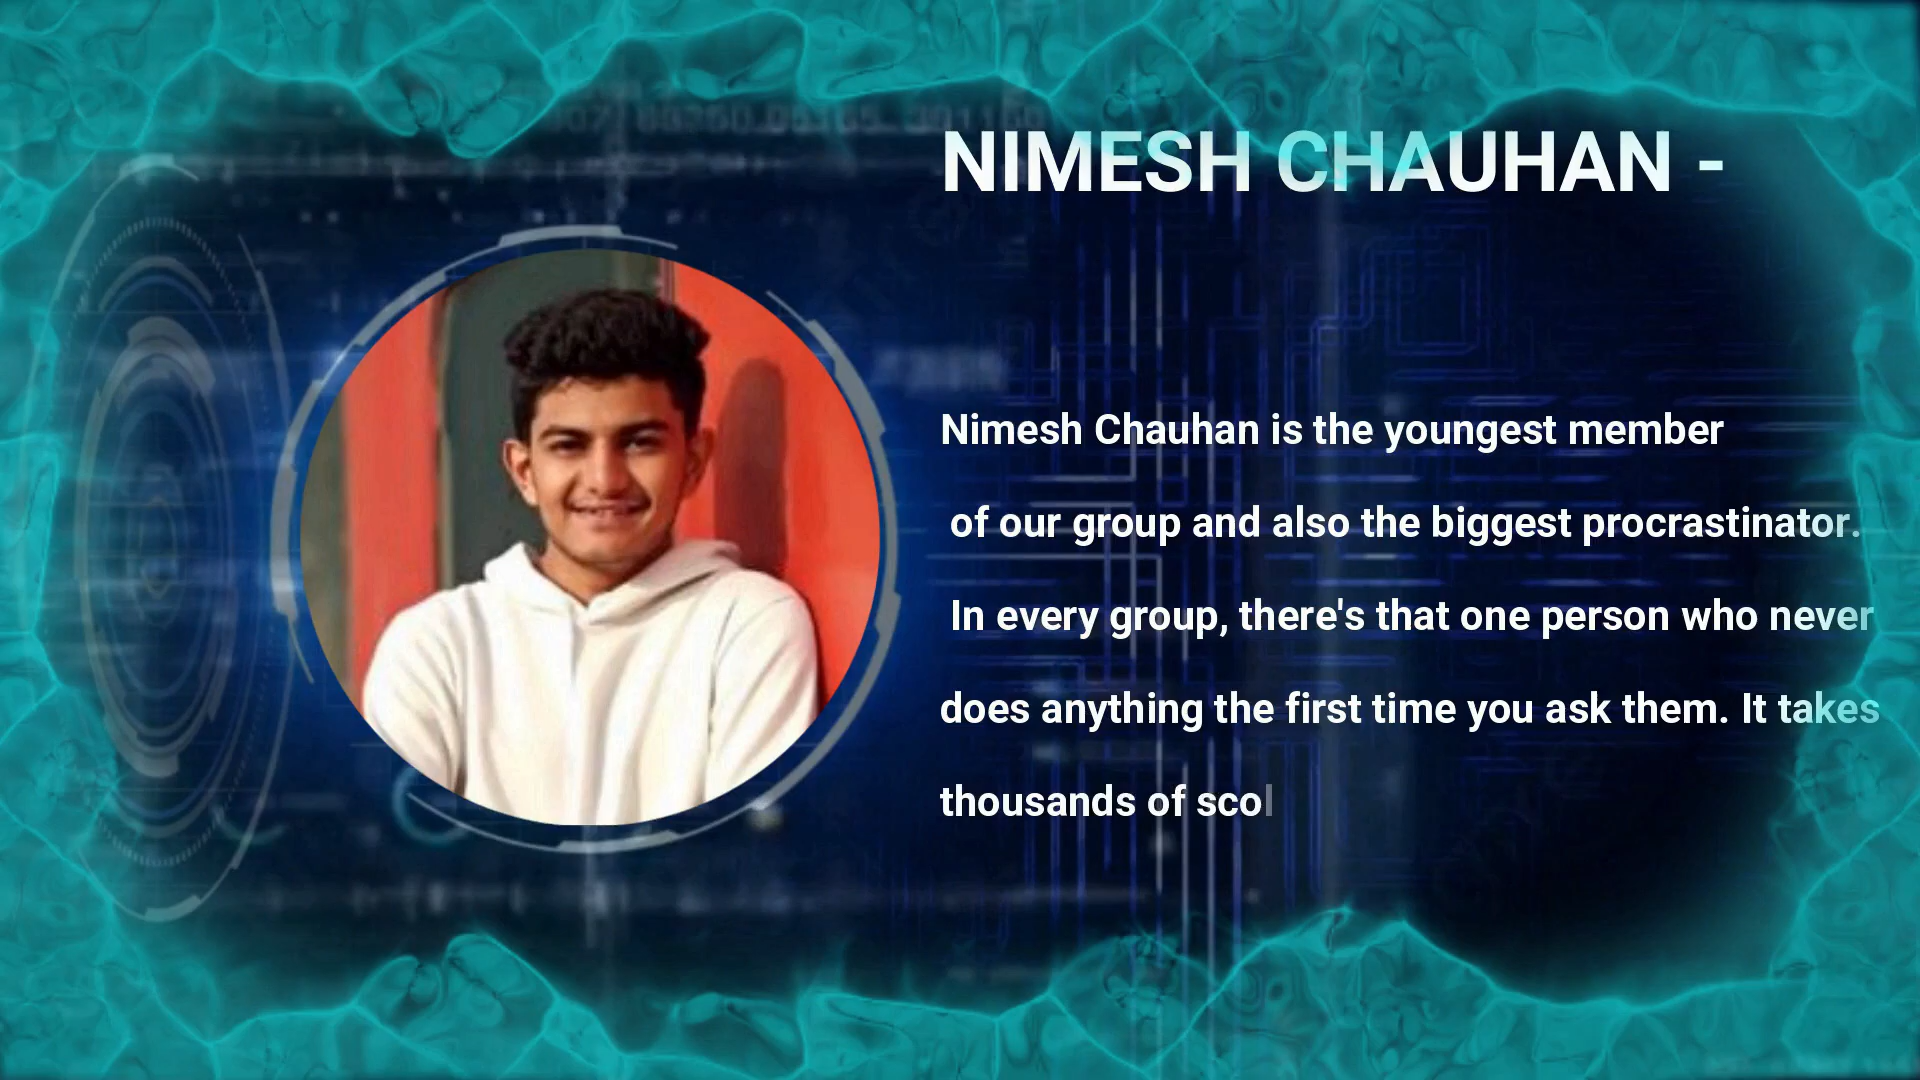 NIMESH CHAUHAN -
Nimesh Chauhan is the youngest member
of our group and also the biggest procrastinator.
In every group, there's that one person who never
does anything the first time you ask them. It takes
thousands of scol